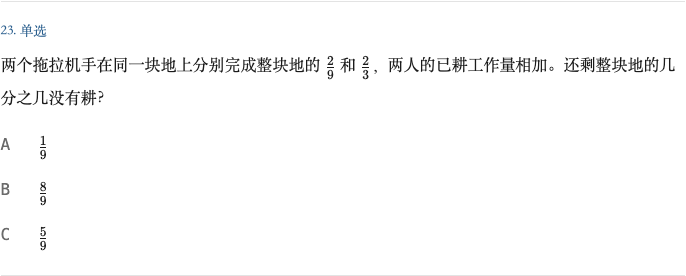 23. 单选
两个拖拉机手在同一块地上分别完成整块地的 2/9 和 2/3，两人的已耕工作量相加。还剩整块地的几
分之几没有耕？
A 1/9
B 8/9
C 5/9